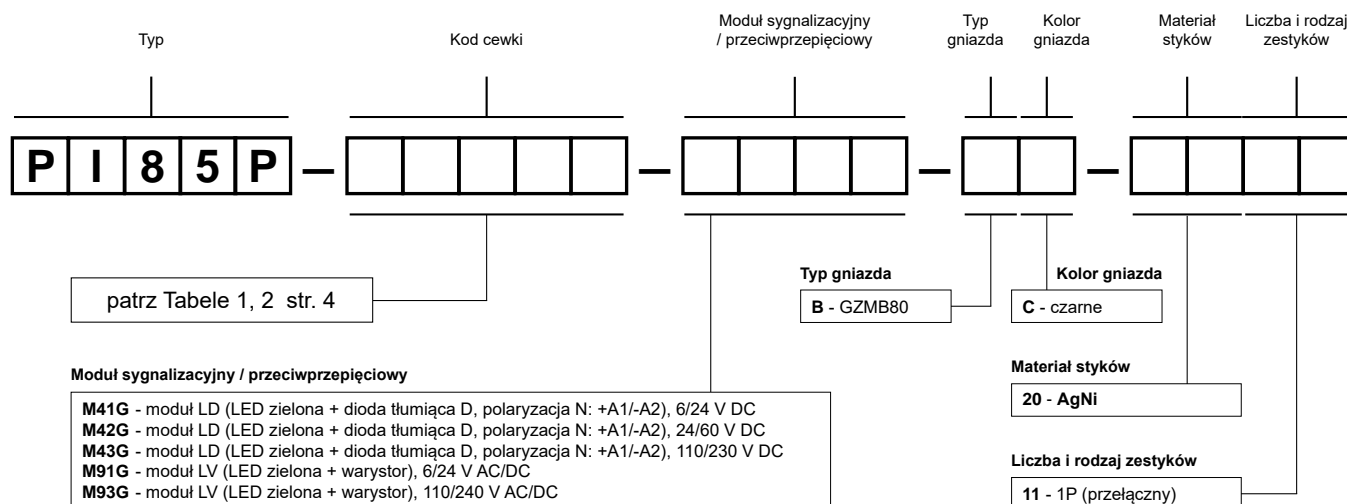 Typ
Kod cewki
Moduł sygnalizacyjny
/ przeciwprzepięciowy
Typ
gniazda
Kolor
gniazda
Materiał
styków
Liczba i rodzaj
zestyków
P I 8 5 P – – – –
patrz Tabele 1, 2 str. 4
Typ gniazda
B - GZMB80
Kolor gniazda
C - czarne
Moduł sygnalizacyjny / przeciwprzepięciowy
M41G - moduł LD (LED zielona + dioda tłumiąca D, polaryzacja N: +A1/-A2), 6/24 V DC
M42G - moduł LD (LED zielona + dioda tłumiąca D, polaryzacja N: +A1/-A2), 24/60 V DC
M43G - moduł LD (LED zielona + dioda tłumiąca D, polaryzacja N: +A1/-A2), 110/230 V DC
M91G - moduł LV (LED zielona + warystor), 6/24 V AC/DC
M93G - moduł LV (LED zielona + warystor), 110/240 V AC/DC
Materiał styków
20 - AgNi
Liczba i rodzaj zestyków
11 - 1P (przełączny)